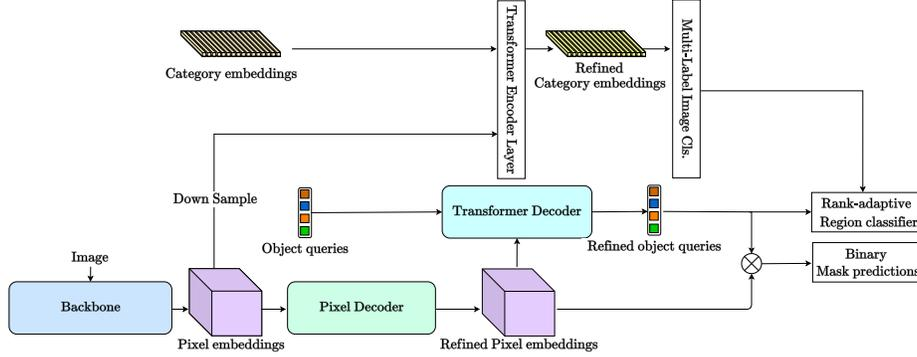 Category embeddings
Transformer Encoder Layer
Refined
Category embeddings
Multi-Label Image Cls.
Down Sample
Object queries
Transformer Decoder
Refined object queries
Rank-adaptive
Region classifier
Binary
Mask predictions
Image
Backbone
Pixel embeddings
Pixel Decoder
Refined Pixel embeddings